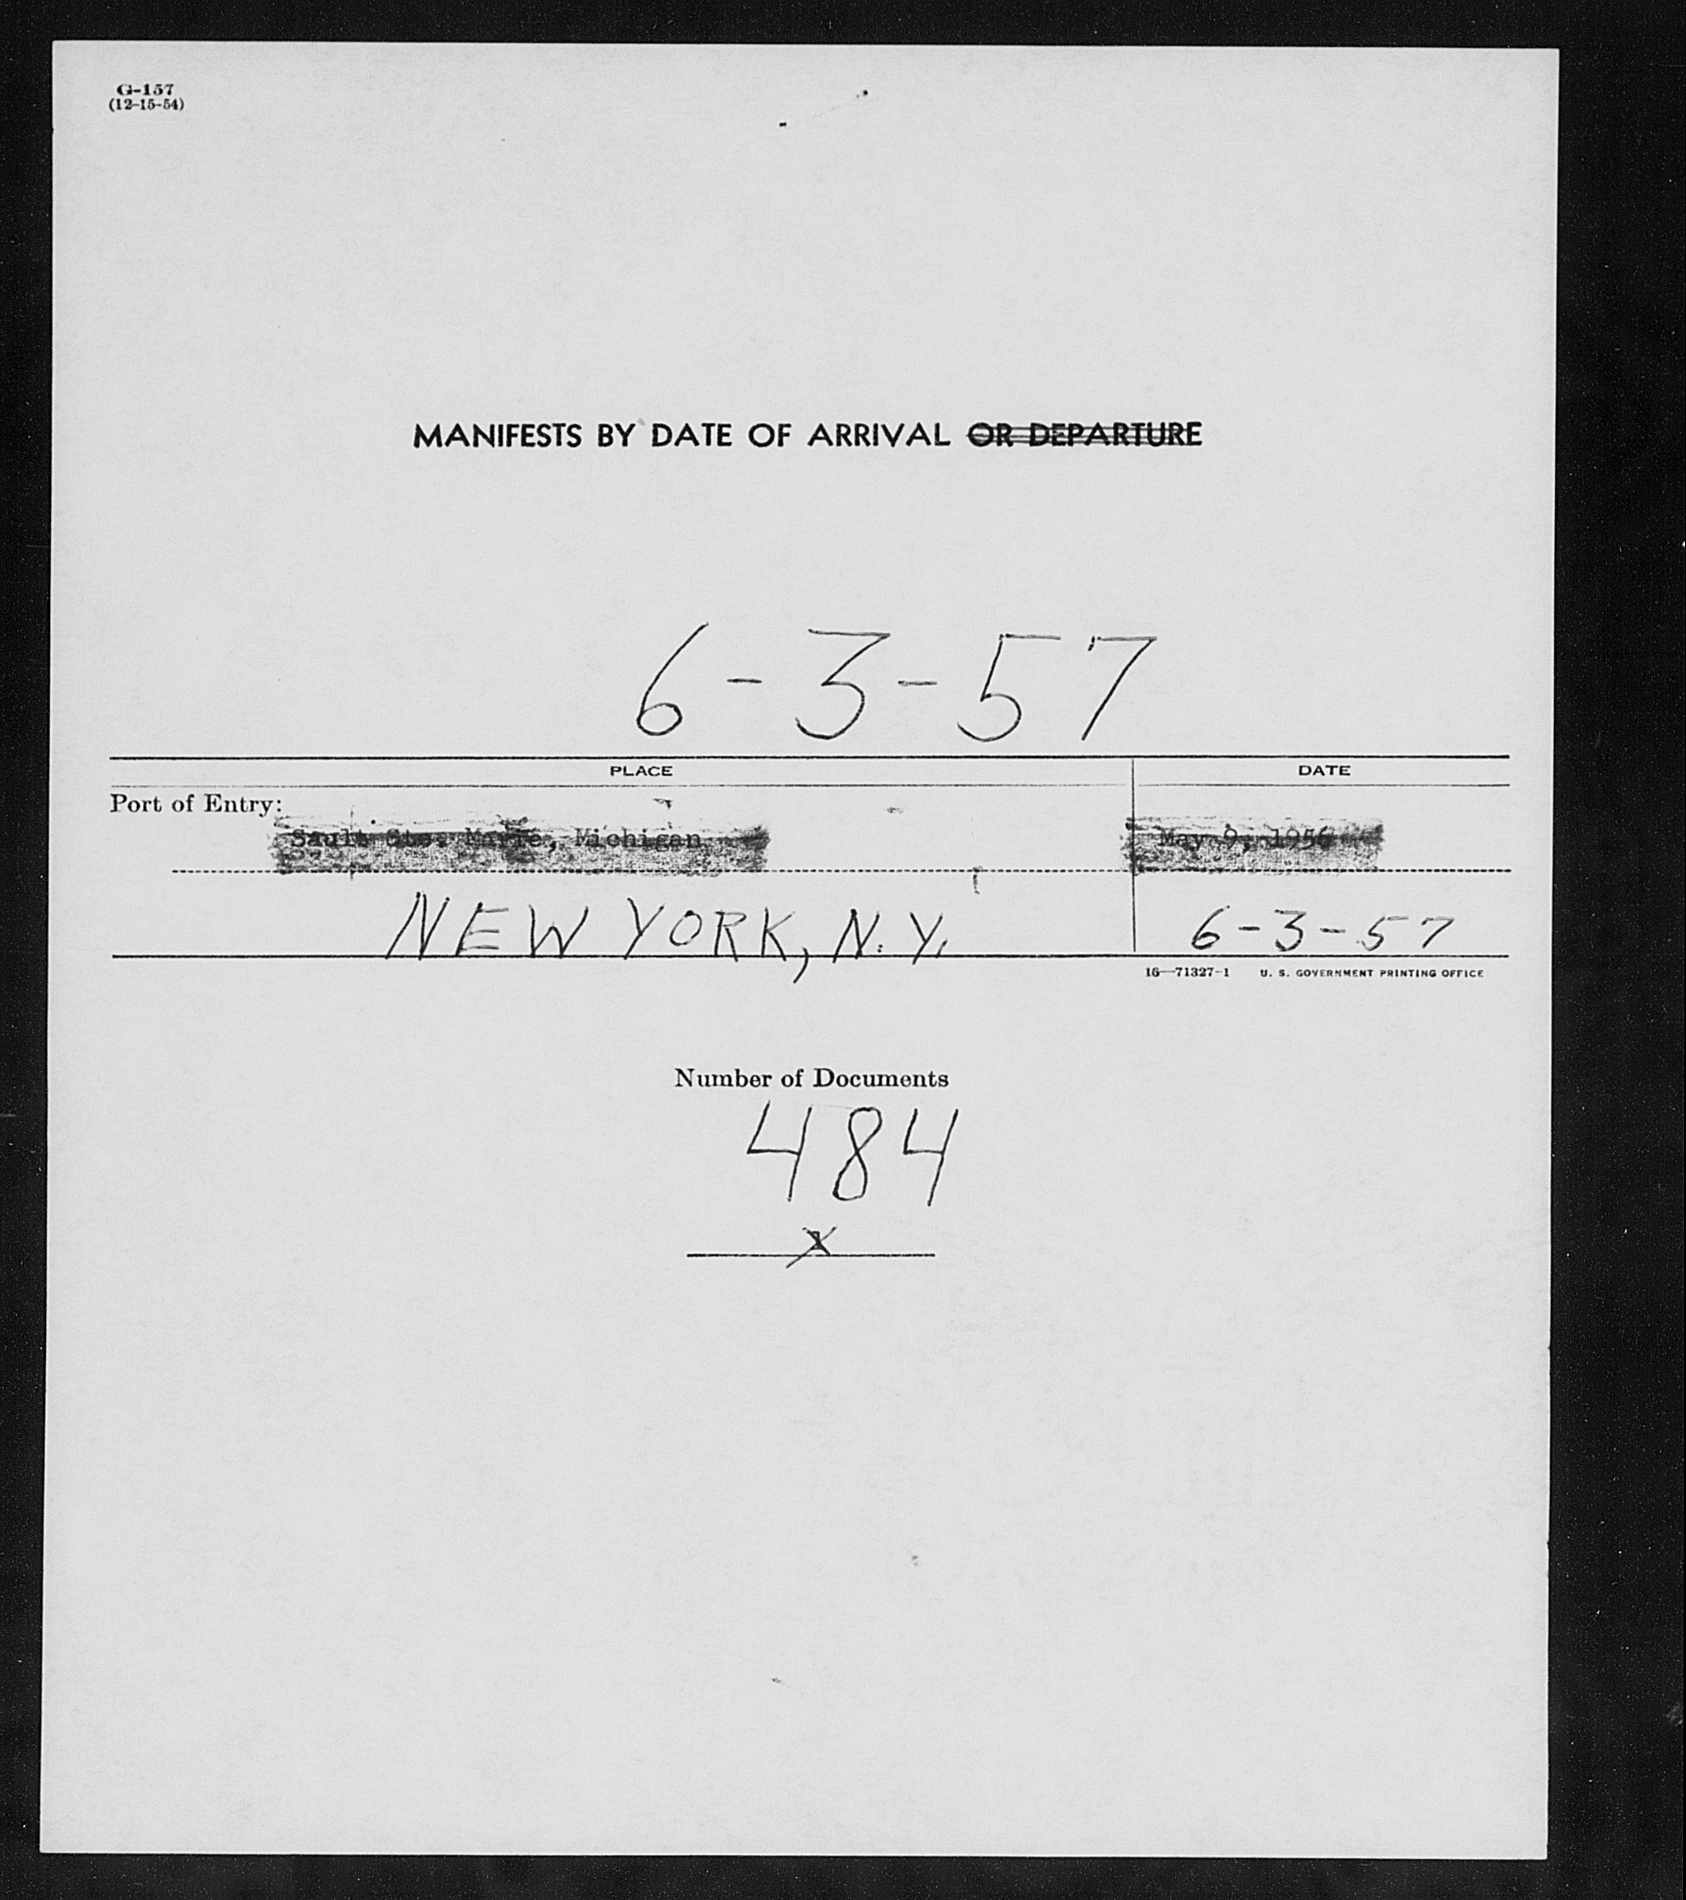 G-157
(12-15-54)
MANIFESTS BY DATE OF ARRIVAL OR DEPARTURE
6-3-57
PLACE DATE
Port of Entry:
Sault Ste. Marie, Michigan May 9, 1956
NEW YORK, N.Y. 6-3-57
16—71327-1 U. S. GOVERNMENT PRINTING OFFICE
Number of Documents
484
1